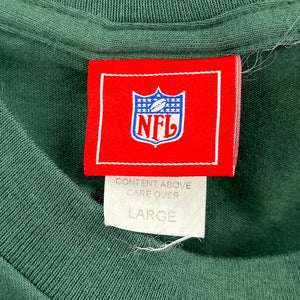 NFL
CONTENT ABOVE
CARE OVER
LARGE